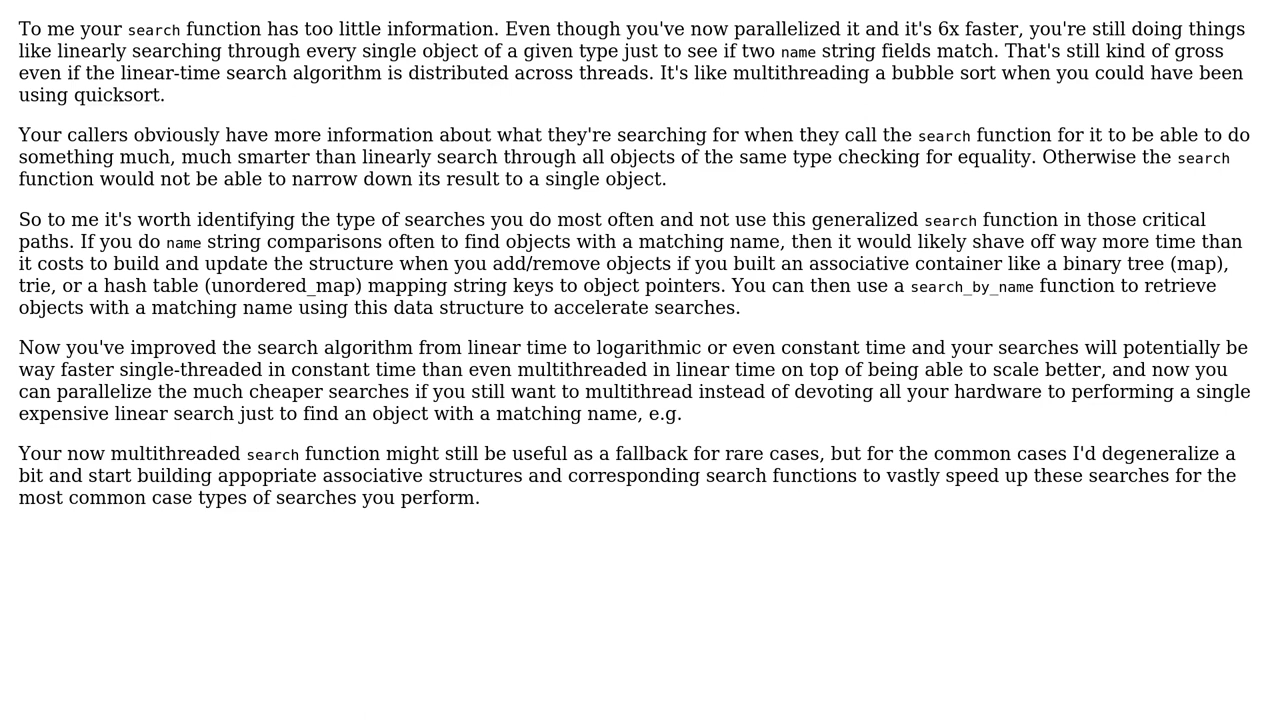 To me your search function has too little information. Even though you've now parallelized it and it's 6x faster, you're still doing things
like linearly searching through every single object of a given type just to see if two name string fields match. That's still kind of gross
even if the linear-time search algorithm is distributed across threads. It's like multithreading a bubble sort when you could have been
using quicksort.
Your callers obviously have more information about what they're searching for when they call the search function for it to be able to do
something much, much smarter than linearly search through all objects of the same type checking for equality. Otherwise the search
function would not be able to narrow down its result to a single object.
So to me it's worth identifying the type of searches you do most often and not use this generalized search function in those critical
paths. If you do name string comparisons often to find objects with a matching name, then it would likely shave off way more time than
it costs to build and update the structure when you add/remove objects if you built an associative container like a binary tree (map),
trie, or a hash table (unordered_map) mapping string keys to object pointers. You can then use a search_by_name function to retrieve
objects with a matching name using this data structure to accelerate searches.
Now you've improved the search algorithm from linear time to logarithmic or even constant time and your searches will potentially be
way faster single-threaded in constant time than even multithreaded in linear time on top of being able to scale better, and now you
can parallelize the much cheaper searches if you still want to multithread instead of devoting all your hardware to performing a single
expensive linear search just to find an object with a matching name, e.g.
Your now multithreaded search function might still be useful as a fallback for rare cases, but for the common cases I'd degeneralize a
bit and start building appopriate associative structures and corresponding search functions to vastly speed up these searches for the
most common case types of searches you perform.